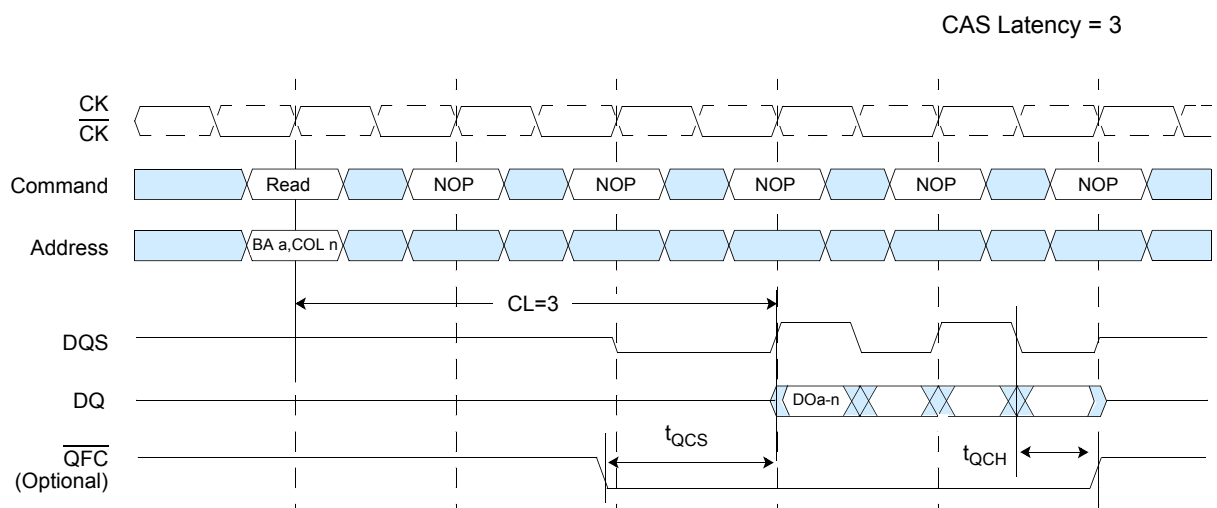 CAS Latency = 3
CK
CK
Command
Read
NOP
NOP
NOP
NOP
NOP
Address
BA a,COL n
CL=3
DQS
DQ
DOa-n
tQCS
tQCH
QFC
(Optional)